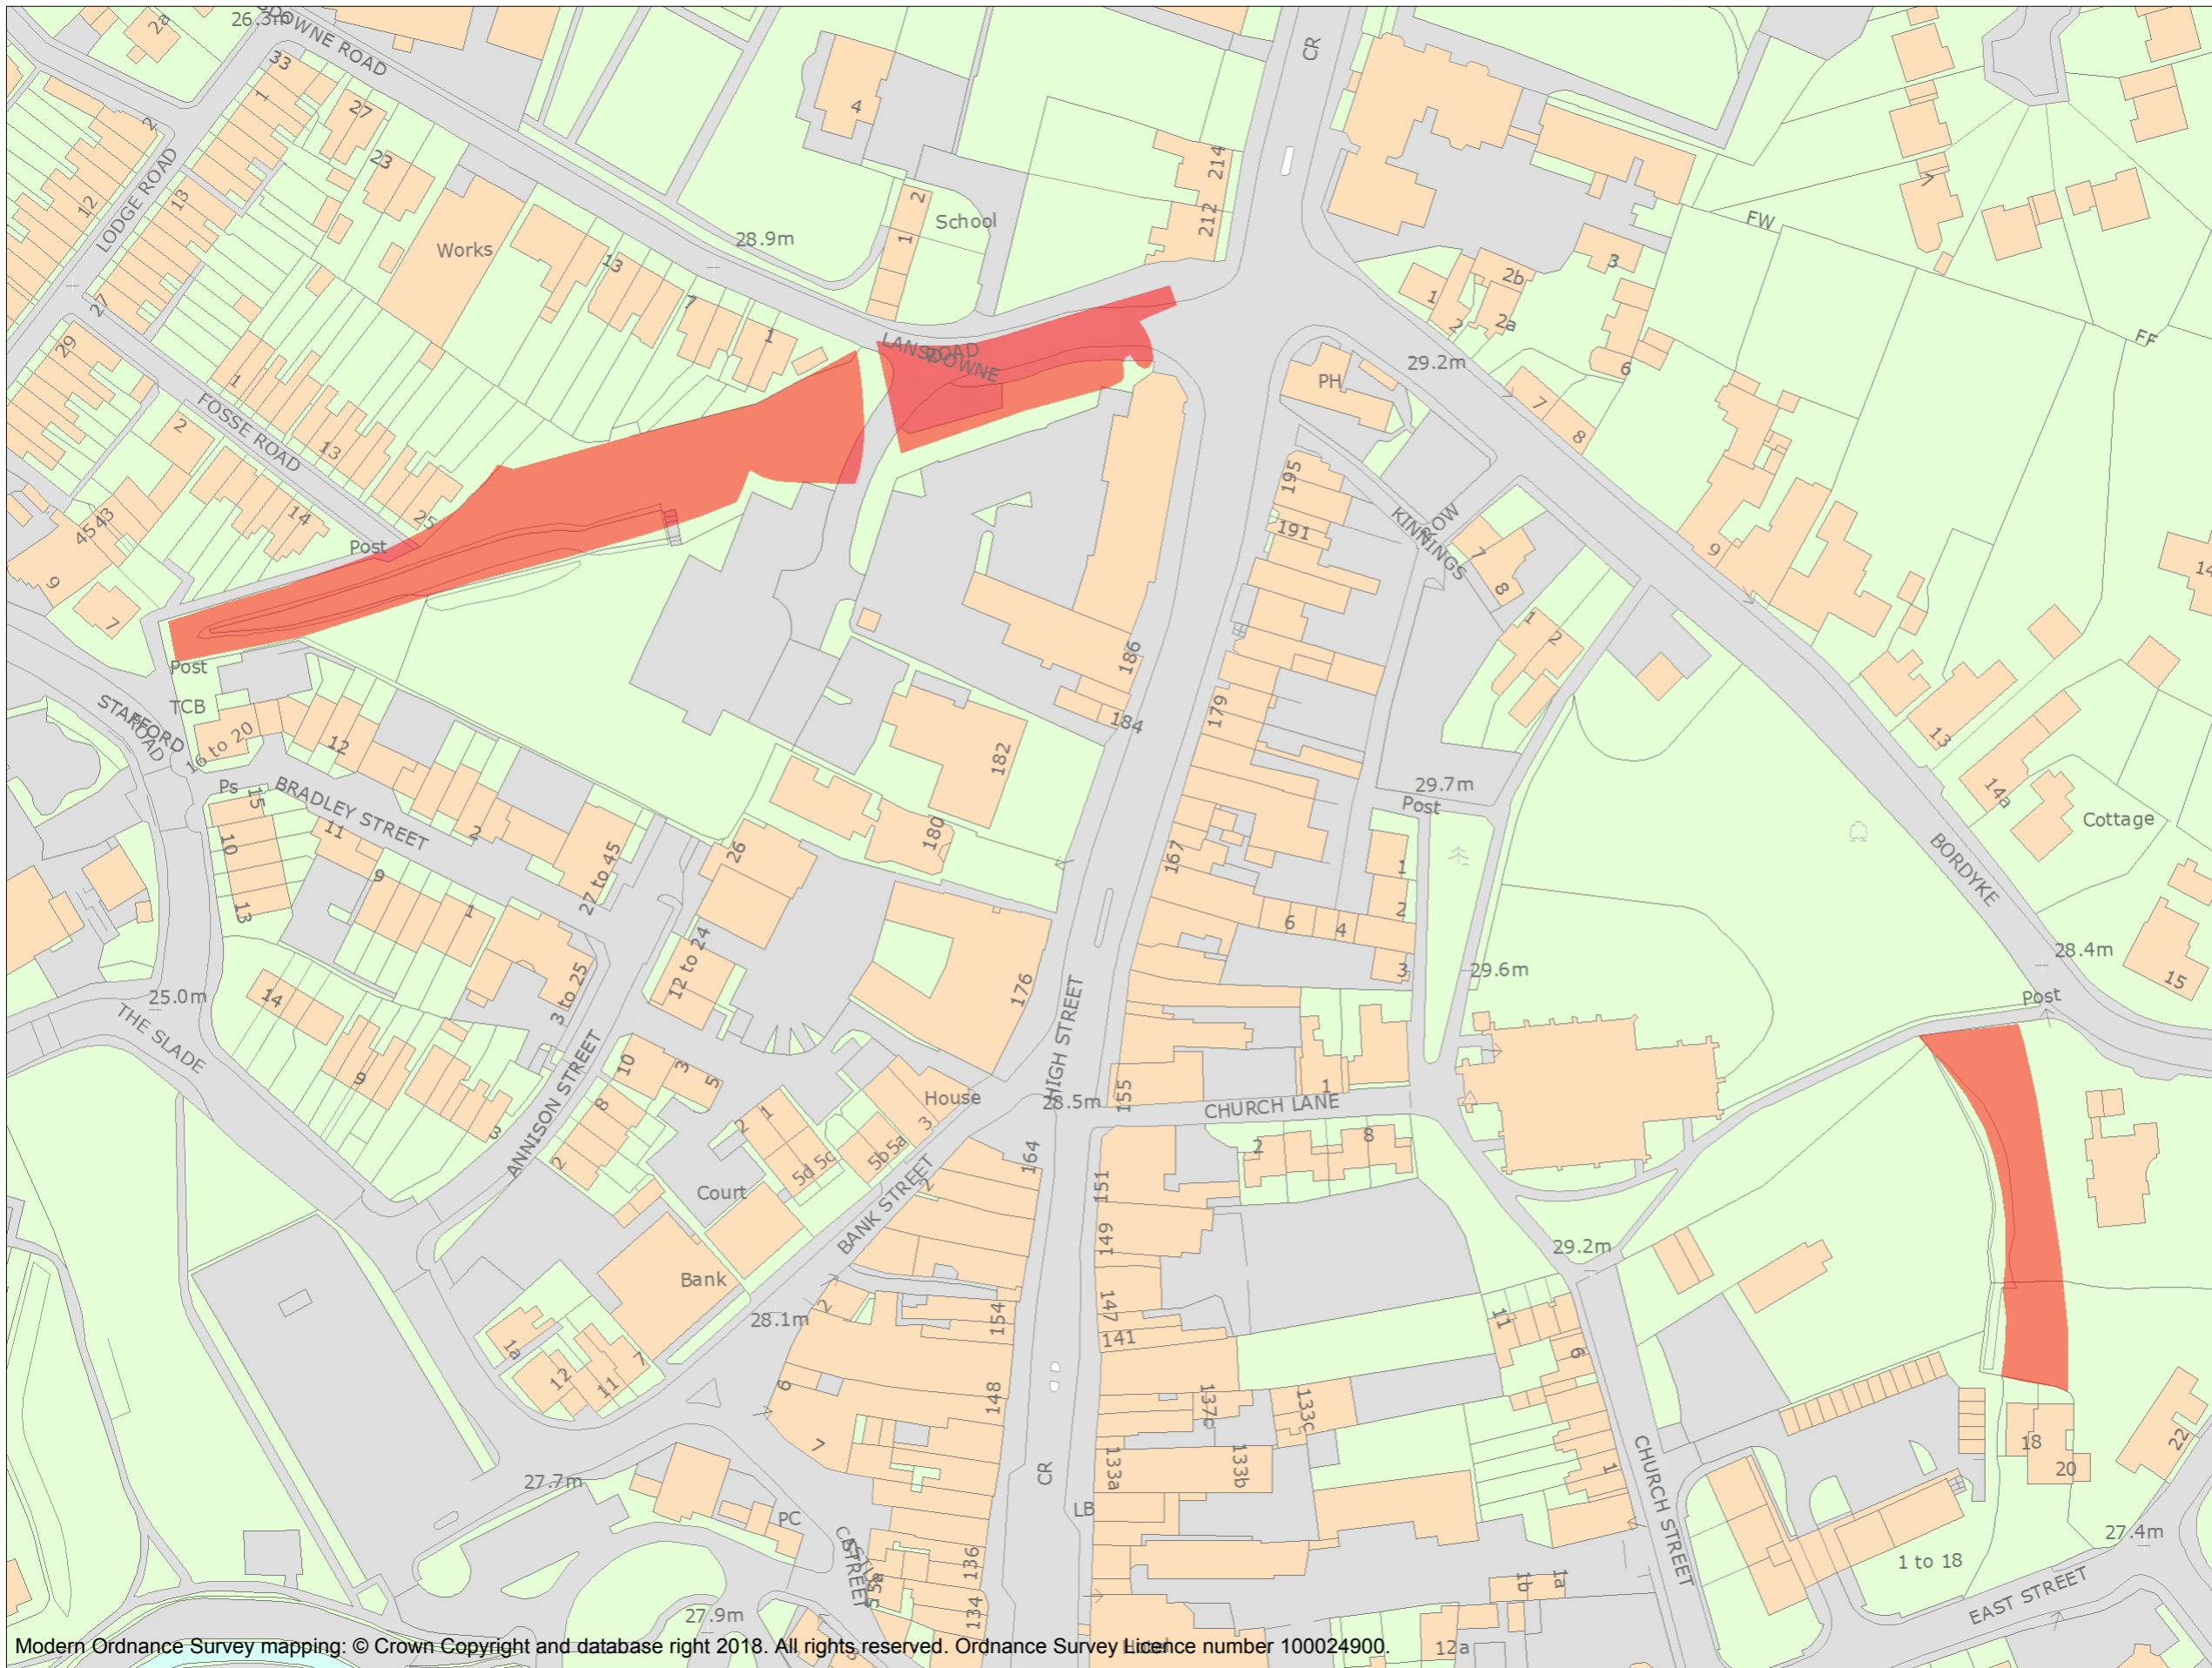 26.3m
SDOWNE ROAD
2a
33
1
27
2
23
4
CR
214
212
12
13
LODGE ROAD
Works
28.9m
2
1
School
FW
7
13
7
1
27
1
2
2b
2a
3
6
FF
29
1
FOSSE ROAD
2
13
LANSDOWNE
ROAD
PH
29.2m
7
8
4543
14
25
Post
195
191
KINNINGS
ROW
7
8
9
14
9
7
1
2
Post
TCB
STAFFORD
ROAD
16 to 20
12
186
184
182
179
13
14a
Cottage
29.7m
Post
Ps
15
BRADLEY STREET
2
10
11
9
1
13
27 to 45
26
180
167
1
2
6
4
3
BORDYKE
28.4m
15
Post
29.6m
12 to 24
176
25.0m
THE SLADE
14
3 to 25
9
3
ANNISON STREET
10
3
5
8
2
HIGH STREET
House
3
28.5m
155
CHURCH LANE
1
2
8
1
2
5d
5c
5b
5a
Court
BANK STREET
2
164
151
149
29.2m
Bank
28.1m
2
154
147
141
11
6
1a
12
11
7
6
148
137c
133c
7
133a
133b
1
CHURCH STREET
18
20
22
27.7m
PC
CR
LB
STREET
5a
5
136
134
1b
1a
12a
1 to 18
27.4m
EAST STREET
27.9m
Hotel
Modern Ordnance Survey mapping: © Crown Copyright and database right 2018. All rights reserved. Ordnance Survey Licence number 100024900.